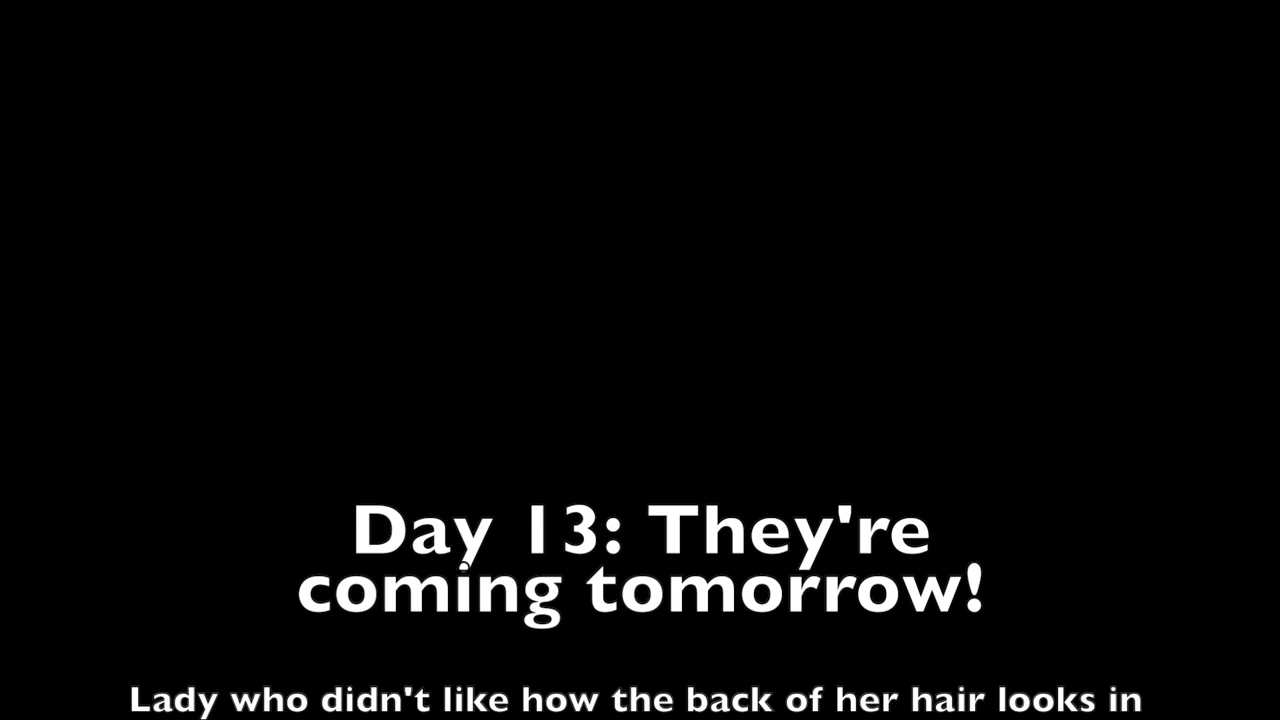 Day 13: They're
coming tomorrow!
Lady who didn't like how the back of her hair looks in